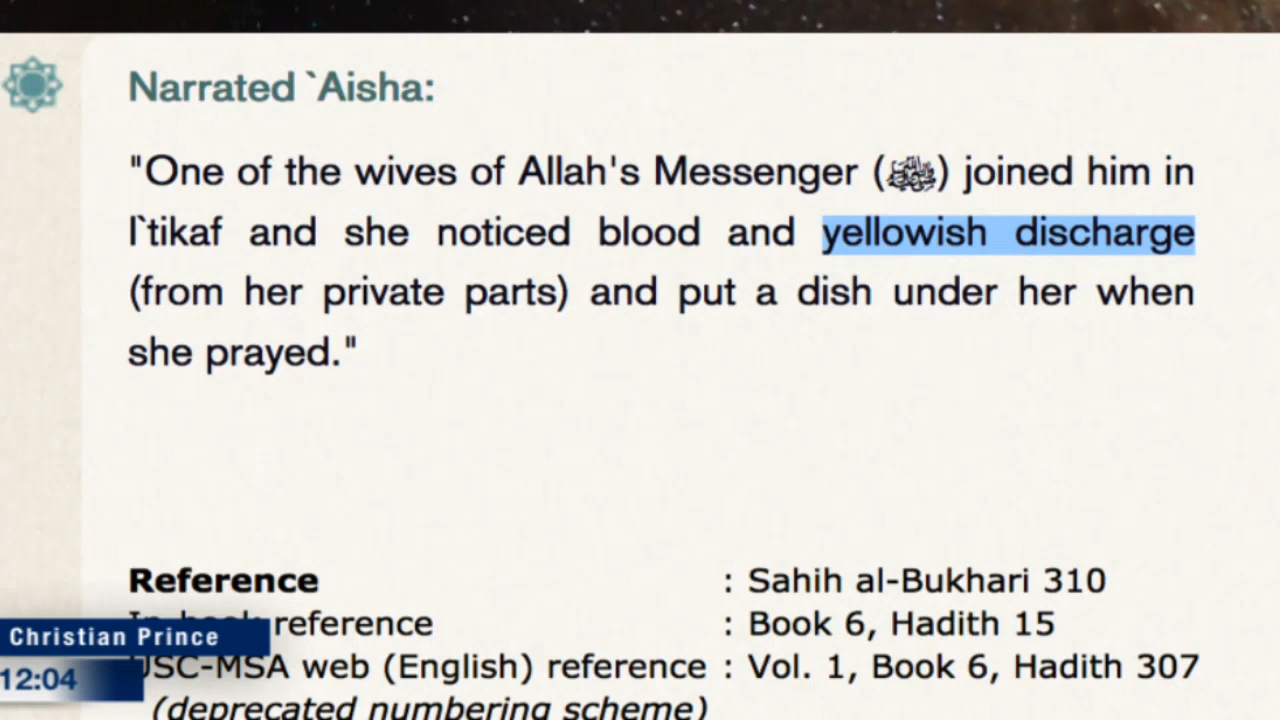 Narrated `Aisha:
"One of the wives of Allah's Messenger (ﷺ) joined him in
I`tikaf and she noticed blood and yellowish discharge
(from her private parts) and put a dish under her when
she prayed."
Reference : Sahih al-Bukhari 310
In-book reference : Book 6, Hadith 15
Christian Prince
USC-MSA web (English) reference : Vol. 1, Book 6, Hadith 307
12:04
(deprecated numbering scheme)